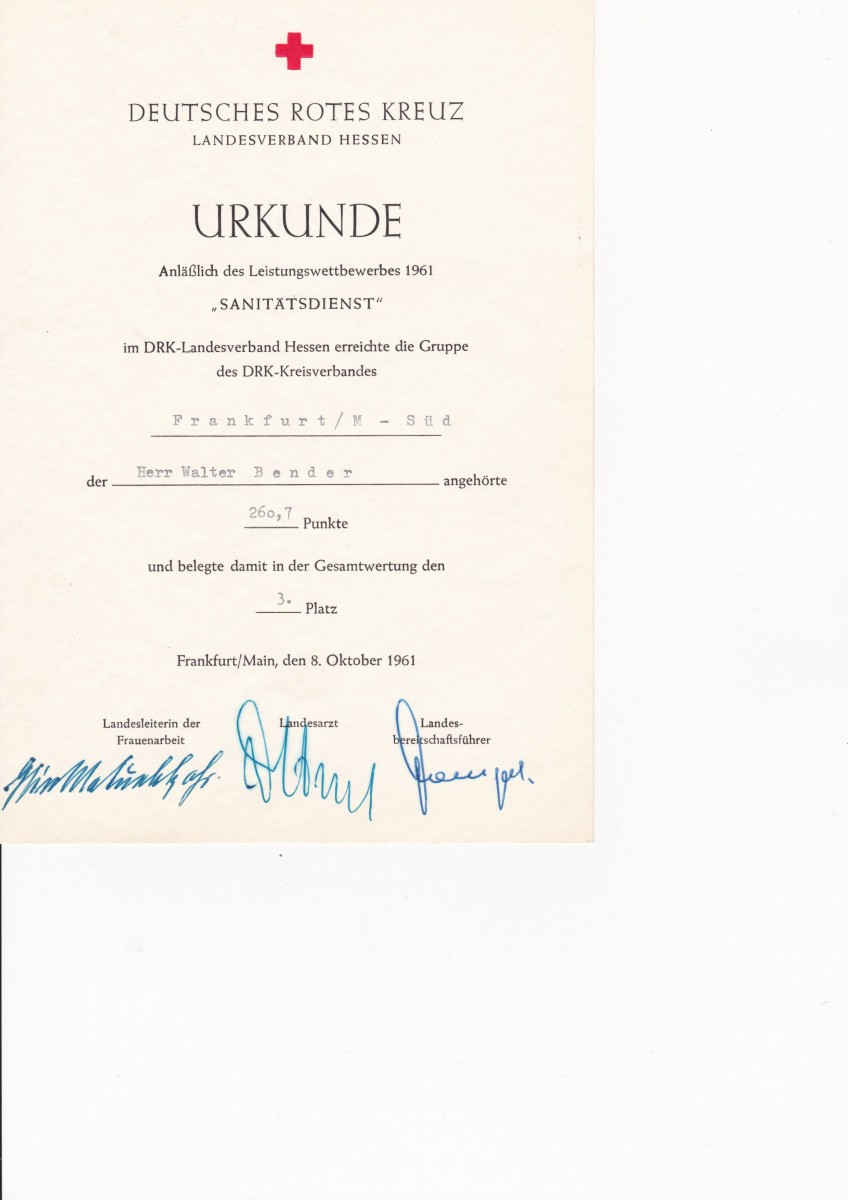 DEUTSCHES ROTES KREUZ
LANDESVERBAND HESSEN
URKUNDE
Anläßlich des Leistungswettbewerbes 1961
„SANITÄTSDIENST“
im DRK-Landesverband Hessen erreichte die Gruppe
des DRK-Kreisverbandes
Frankfurt/M - Süd
der Herr Walter Bender angehörte
260,7 Punkte
und belegte damit in der Gesamtwertung den
3. Platz
Frankfurt/Main, den 8. Oktober 1961
Landesleiterin der Frauenarbeit
Landesarzt
Landes-
bereitschaftsführer